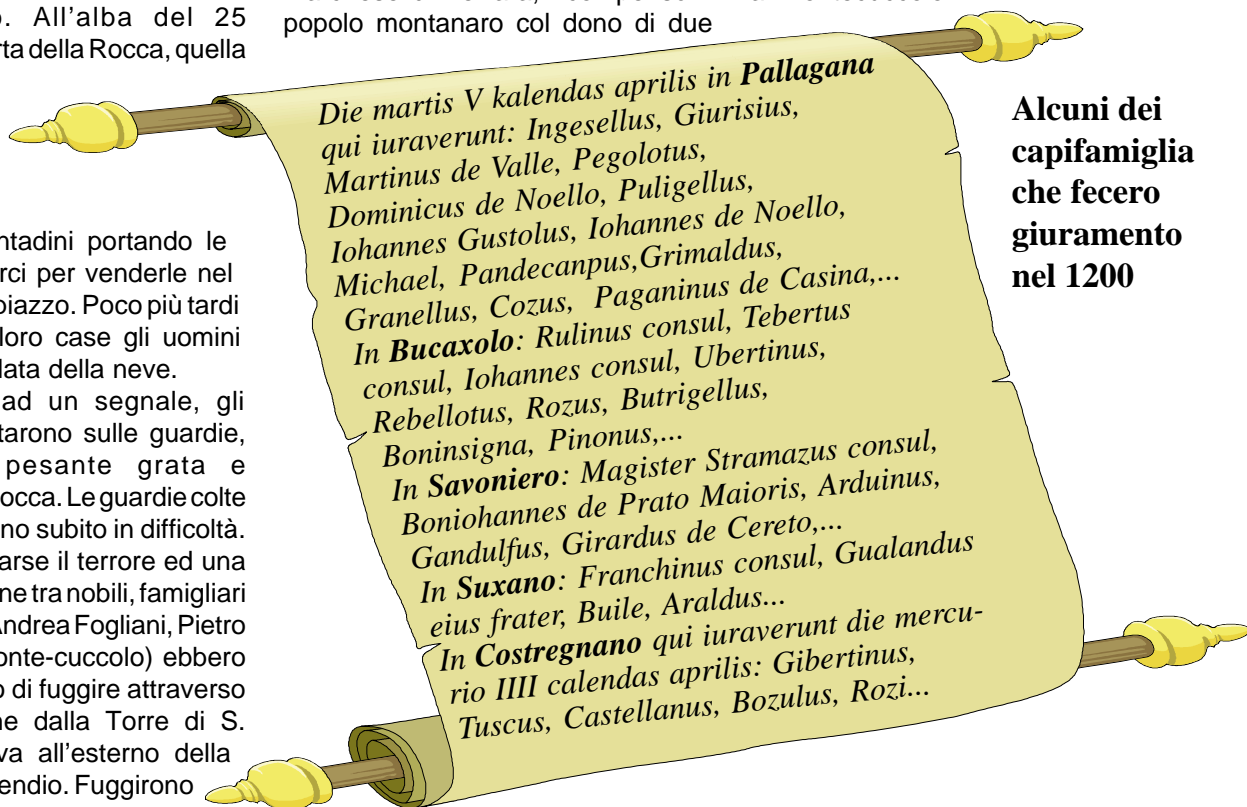 o. All'alba del 25
rta della Rocca, quella
popolo montanaro col dono di due
ntadini portando le
rci per venderle nel
piazzo. Poco più tardi
loro case gli uomini
lata della neve.
ad un segnale, gli
tarono sulle guardie,
pesante grata e
occa. Le guardie colte
no subito in difficoltà.
arse il terrore ed una
ne tra nobili, famigliari
Andrea Fogliani, Pietro
onte-cuccolo) ebbero
o di fuggire attraverso
ne dalla Torre di S.
va all'esterno della
endio. Fuggirono
Die martis V kalendas aprilis in Pallagana
qui iuraverunt: Ingesellus, Giurisius,
Martinus de Valle, Pegolotus,
Dominicus de Noello, Puligellus,
Iohannes Gustolus, Iohannes de Noello,
Michael, Pandecanpus,Grimaldus,
Granellus, Cozus, Paganinus de Casina,...
In Bucaxolo: Rulinus consul, Tebertus
consul, Iohannes consul, Ubertinus,
Rebellotus, Rozus, Butrigellus,
Boninsigna, Pinonus,...
In Savoniero: Magister Stramazus consul,
Boniohannes de Prato Maioris, Arduinus,
Gandulfus, Girardus de Cereto,...
In Suxano: Franchinus consul, Gualandus
eius frater, Buile, Araldus...
In Costregnano qui iuraverunt die mercu-
rio IIII calendas aprilis: Gibertinus,
Tuscus, Castellanus, Bozulus, Rozi...
Alcuni dei
capifamiglia
che fecero
giuramento
nel 1200